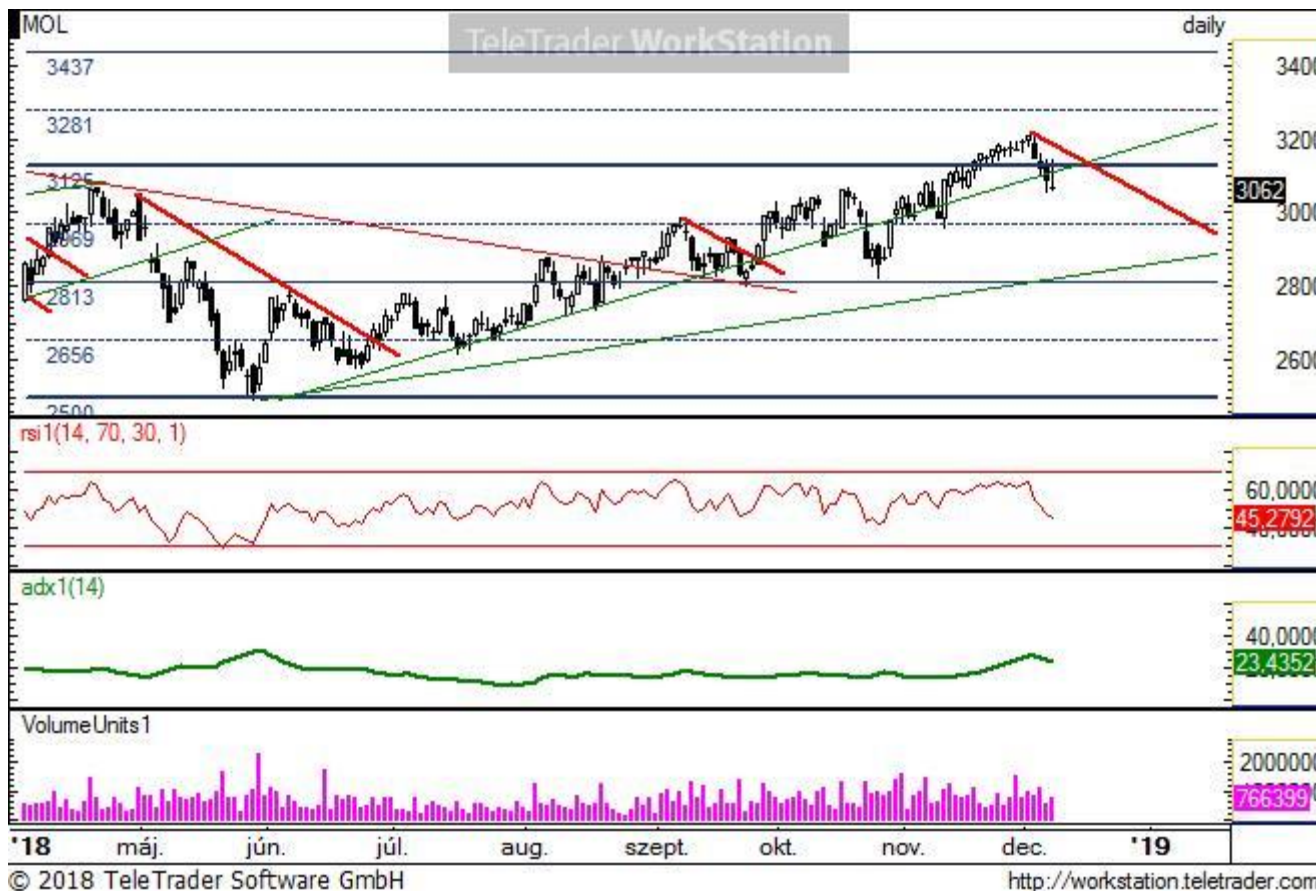 MOL
daily
TeleTrader WorkStation
3437
3281
3125
2969
2813
2656
2500
3400
3200
3062
3000
2800
2600
rsi1(14, 70, 30, 1)
60,0000
45,2792
adx1(14)
40,0000
23,4352
VolumeUnits1
2000000
766399
'18 máj. jún. júl. aug. szept. okt. nov. dec. '19
© 2018 TeleTrader Software GmbH
http://workstation.teletrader.com